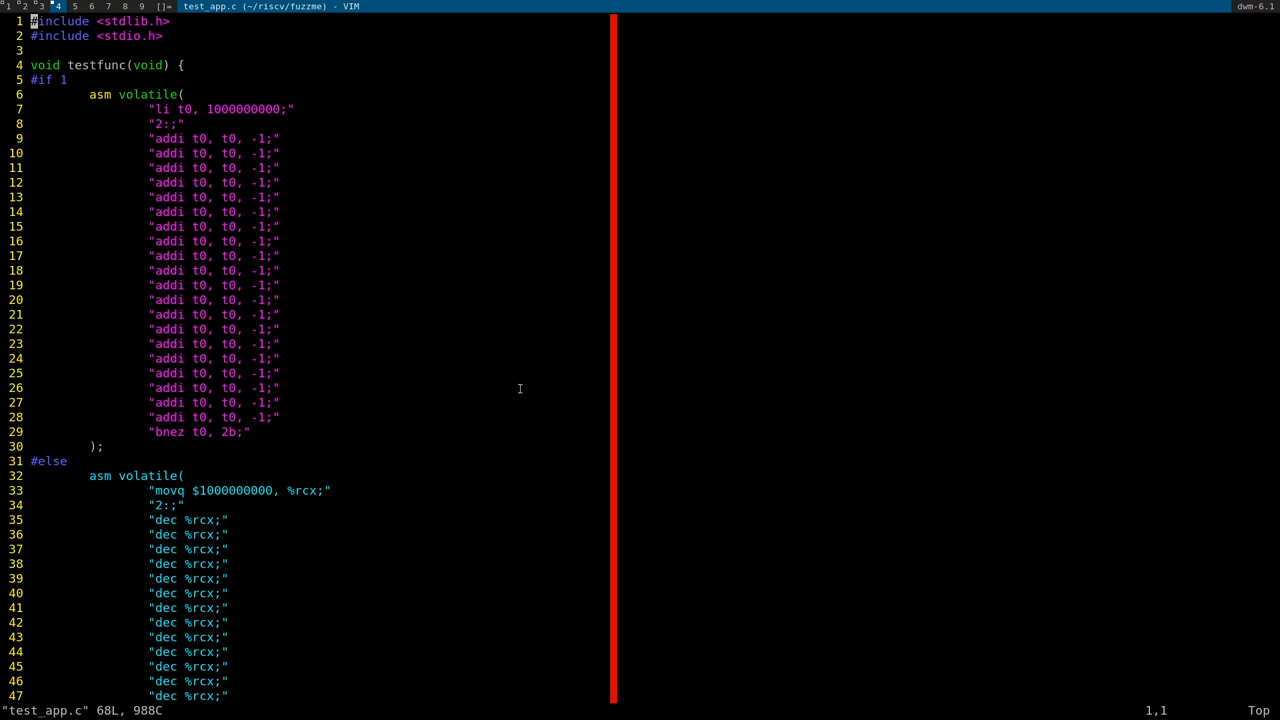 1 2 3 4 5 6 7 8 9 []= test_app.c (~/riscv/fuzzme) - VIM dwm-6.1
1 #include <stdlib.h>
2 #include <stdio.h>
3
4 void testfunc(void) {
5 #if 1
6 asm volatile(
7 "li t0, 1000000000;"
8 "2:;"
9 "addi t0, t0, -1;"
10 "addi t0, t0, -1;"
11 "addi t0, t0, -1;"
12 "addi t0, t0, -1;"
13 "addi t0, t0, -1;"
14 "addi t0, t0, -1;"
15 "addi t0, t0, -1;"
16 "addi t0, t0, -1;"
17 "addi t0, t0, -1;"
18 "addi t0, t0, -1;"
19 "addi t0, t0, -1;"
20 "addi t0, t0, -1;"
21 "addi t0, t0, -1;"
22 "addi t0, t0, -1;"
23 "addi t0, t0, -1;"
24 "addi t0, t0, -1;"
25 "addi t0, t0, -1;"
26 "addi t0, t0, -1;"
27 "addi t0, t0, -1;"
28 "addi t0, t0, -1;"
29 "bnez t0, 2b;"
30 );
31 #else
32 asm volatile(
33 "movq $1000000000, %rcx;"
34 "2:;"
35 "dec %rcx;"
36 "dec %rcx;"
37 "dec %rcx;"
38 "dec %rcx;"
39 "dec %rcx;"
40 "dec %rcx;"
41 "dec %rcx;"
42 "dec %rcx;"
43 "dec %rcx;"
44 "dec %rcx;"
45 "dec %rcx;"
46 "dec %rcx;"
47 "dec %rcx;"
"test_app.c" 68L, 988C 1,1 Top